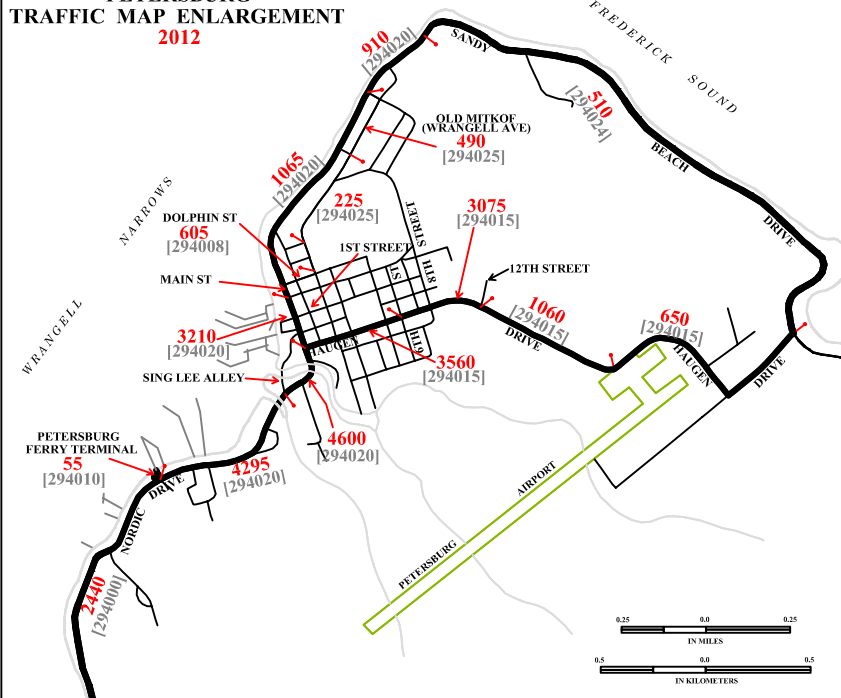 PETERSBURG
TRAFFIC MAP ENLARGEMENT
2012
FREDERICK SOUND
910
[294020]
SANDY
510
[294024]
BEACH
DRIVE
OLD MITKOF
(WRANGELL AVE)
490
[294025]
1065
[294020]
225
[294025]
3075
[294015]
NARROWS
DOLPHIN ST
605
[294008]
1ST STREET
STREET
8TH
ST
6TH
12TH STREET
MAIN ST
WRANGELL
3210
[294020]
HAUGEN
DRIVE
1060
[294015]
650
[294015]
HAUGEN
DRIVE
3560
[294015]
SING LEE ALLEY
4600
[294020]
PETERSBURG
FERRY TERMINAL
55
[294010]
4295
[294020]
NORDIC
DRIVE
2440
[294000]
PETERSBURG
AIRPORT
0.25 0.0 0.25
IN MILES
0.5 0.0 0.5
IN KILOMETERS